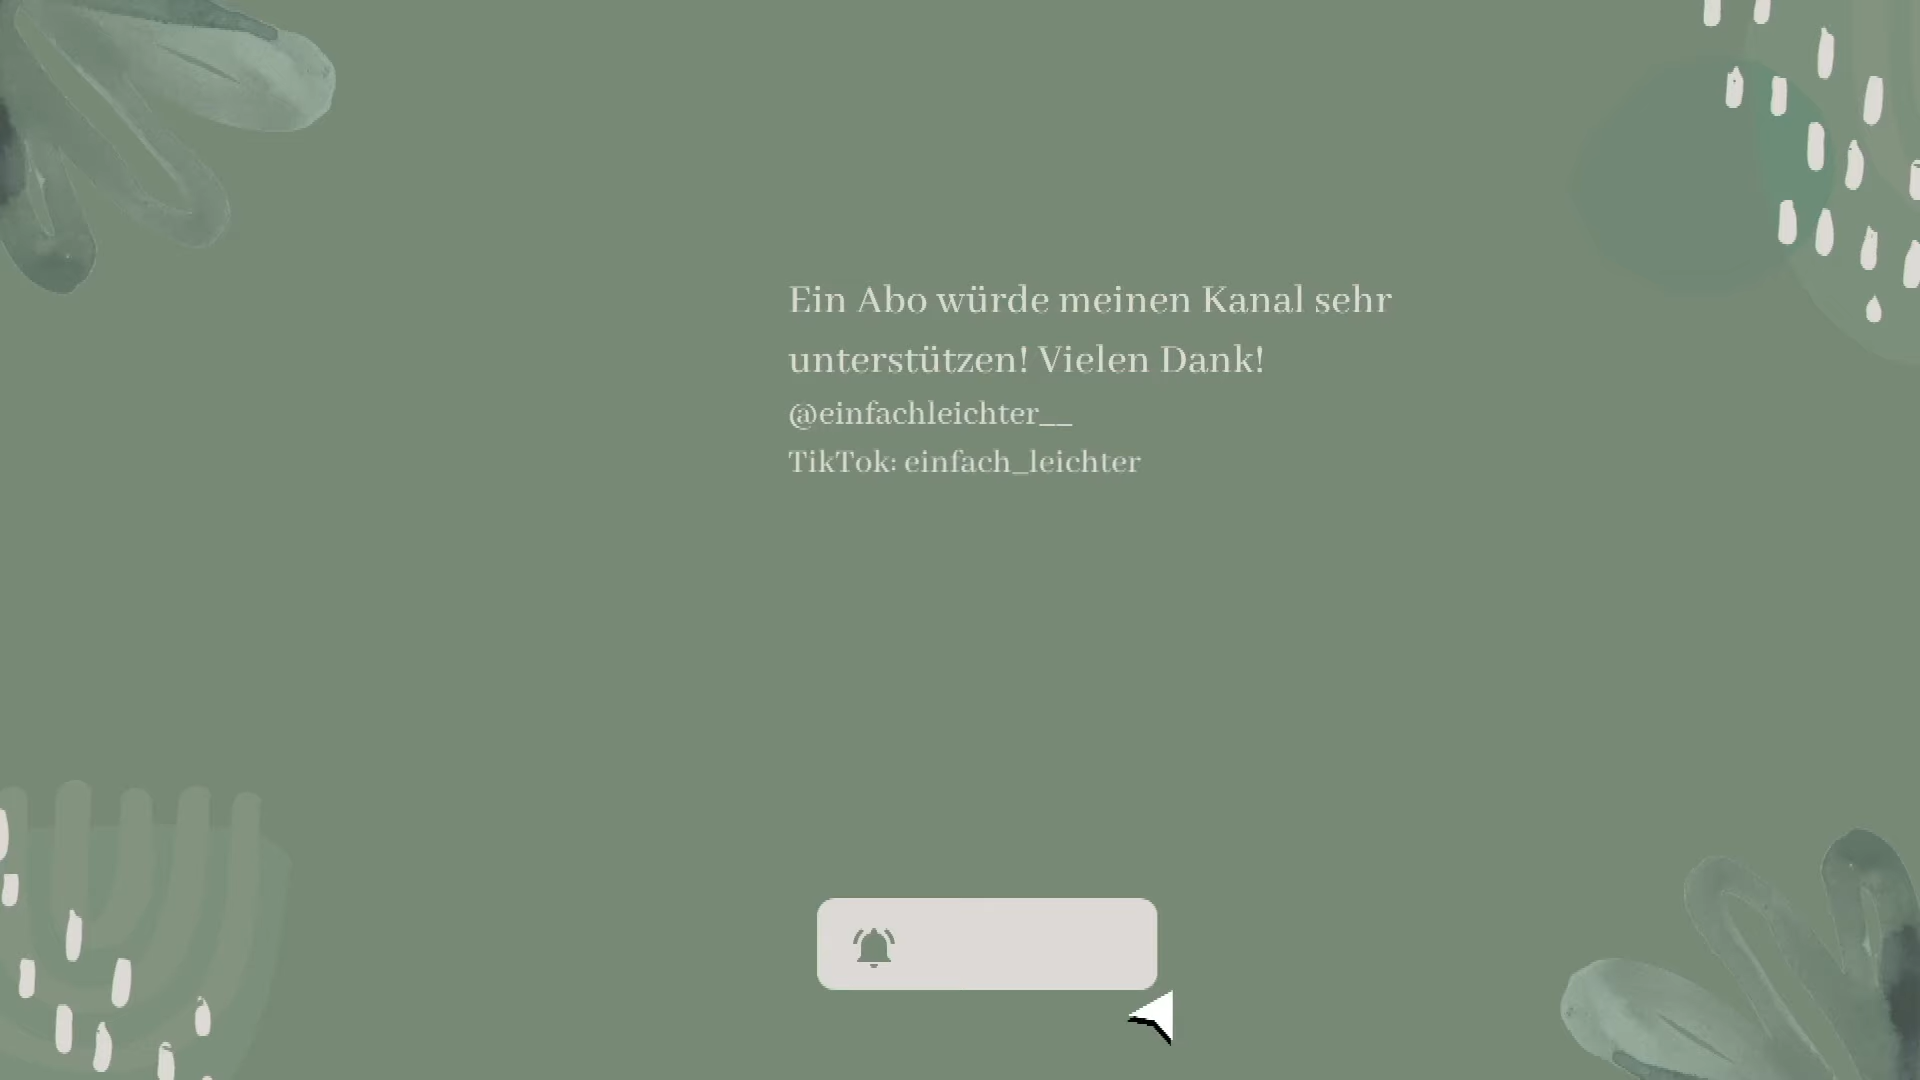 Ein Abo würde meinen Kanal sehr
unterstützen! Vielen Dank!
@einfachleichter__
TikTok: einfach_leichter